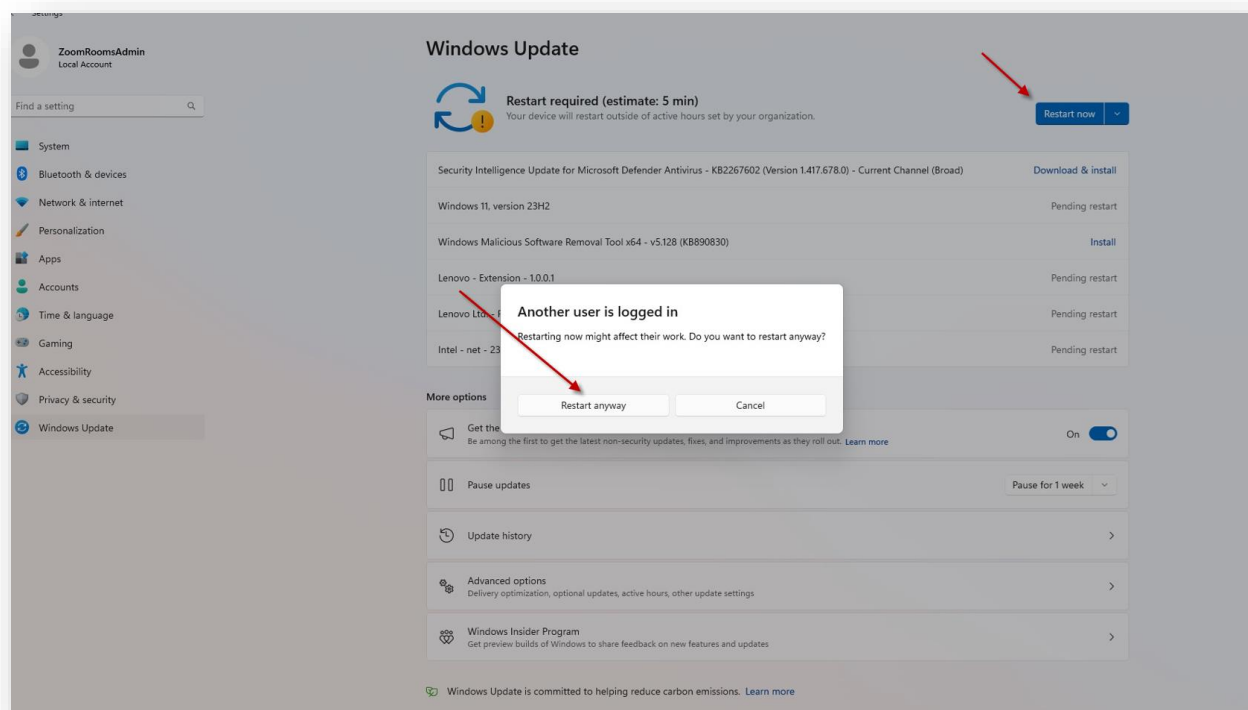 Settings
ZoomRoomsAdmin
Local Account
Find a setting
System
Bluetooth & devices
Network & internet
Personalization
Apps
Accounts
Time & language
Gaming
Accessibility
Privacy & security
Windows Update
Windows Update
Restart required (estimate: 5 min)
Your device will restart outside of active hours set by your organization.
Restart now
Security Intelligence Update for Microsoft Defender Antivirus - KB2267602 (Version 1.417.678.0) - Current Channel (Broad)
Download & install
Windows 11, version 23H2
Pending restart
Windows Malicious Software Removal Tool x64 - v5.128 (KB890830)
Install
Lenovo - Extension - 1.0.0.1
Pending restart
Lenovo Ltd. -
Pending restart
Intel - net - 23
Pending restart
Another user is logged in
Restarting now might affect their work. Do you want to restart anyway?
Restart anyway
Cancel
More options
Get the
Be among the first to get the latest non-security updates, fixes, and improvements as they roll out. Learn more
On
Pause updates
Pause for 1 week
Update history
Advanced options
Delivery optimization, optional updates, active hours, other update settings
Windows Insider Program
Get preview builds of Windows to share feedback on new features and updates
Windows Update is committed to helping reduce carbon emissions. Learn more